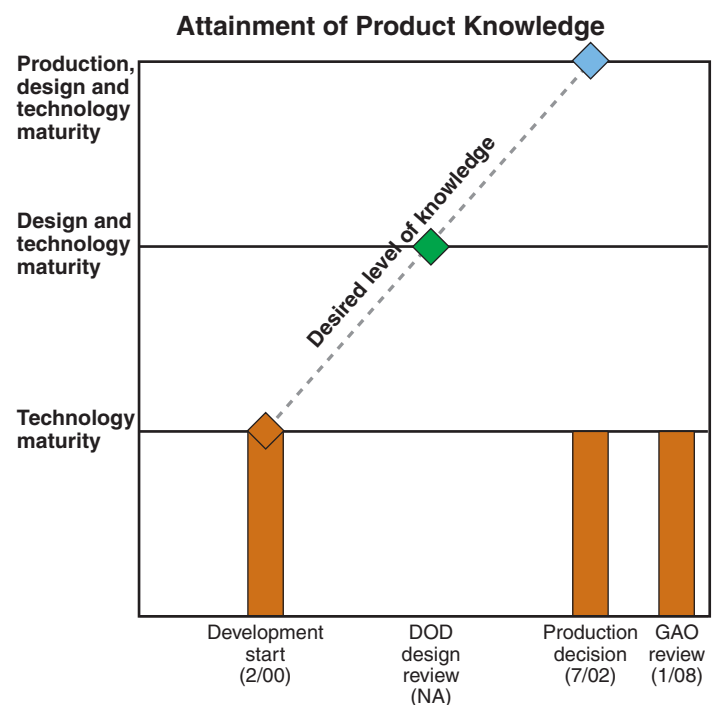 Attainment of Product Knowledge
Production,
design and
technology
maturity
Design and
technology
maturity
Desired level of knowledge
Technology
maturity
Development
start
(2/00)
DOD
design
review
(NA)
Production
decision
(7/02)
GAO
review
(1/08)